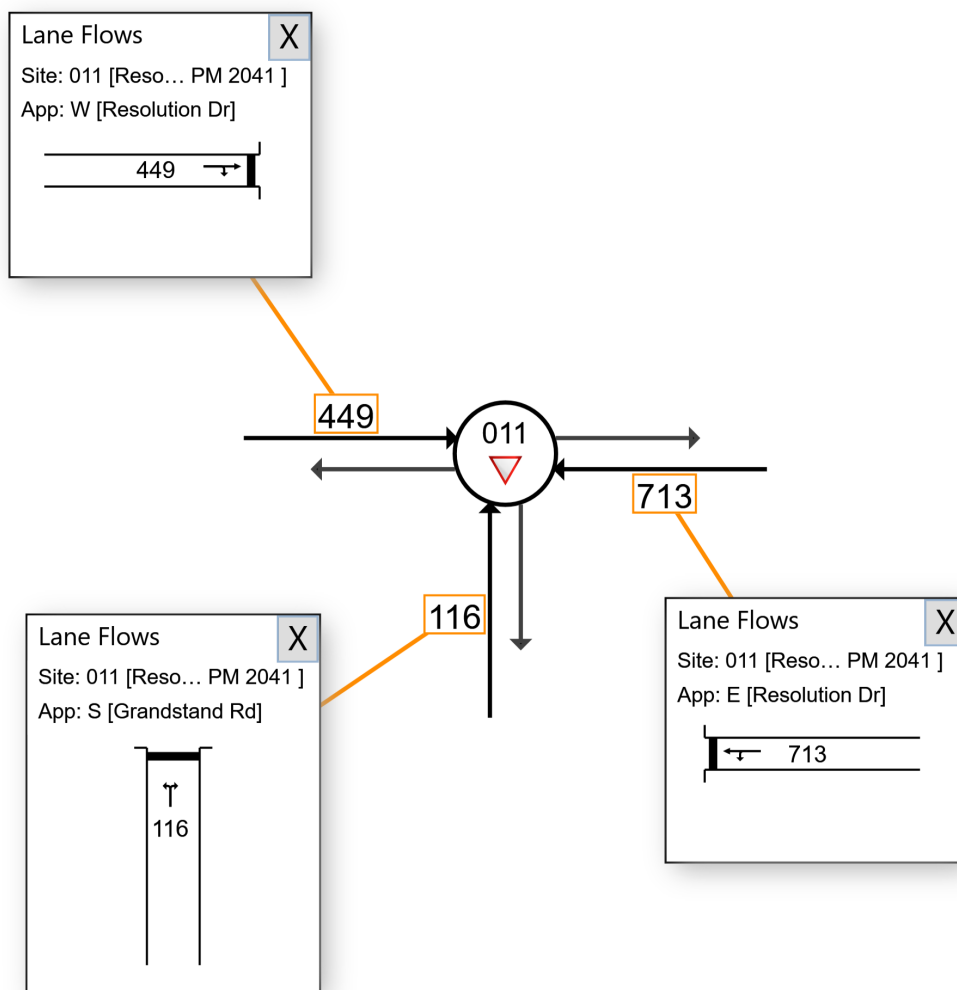 Lane Flows
X
Site: 011 [Reso... PM 2041 ]
App: W [Resolution Dr]
449
449
011
713
116
Lane Flows
X
Site: 011 [Reso... PM 2041 ]
App: S [Grandstand Rd]
116
Lane Flows
X
Site: 011 [Reso... PM 2041 ]
App: E [Resolution Dr]
713